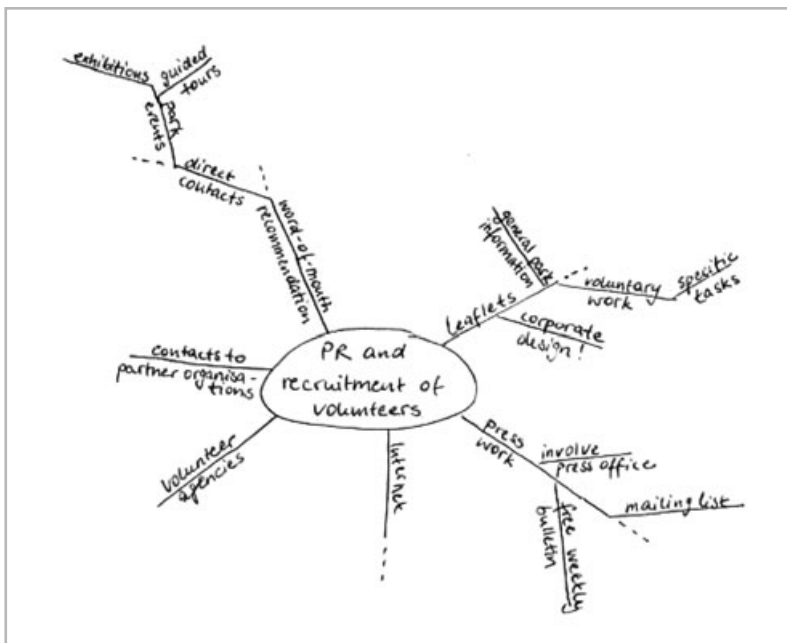 exhibitions
guided
tours
park
events
direct
contacts
word-of-mouth
recommendation
general park
information
leaflets
voluntary
work
specific
tasks
corporate
design!
PR and
recruitment of
volunteers
contacts to
partner organisa-
tions
volunteer
agencies
Internet
press
work
involve
press office
mailing list
free weekly
bulletin